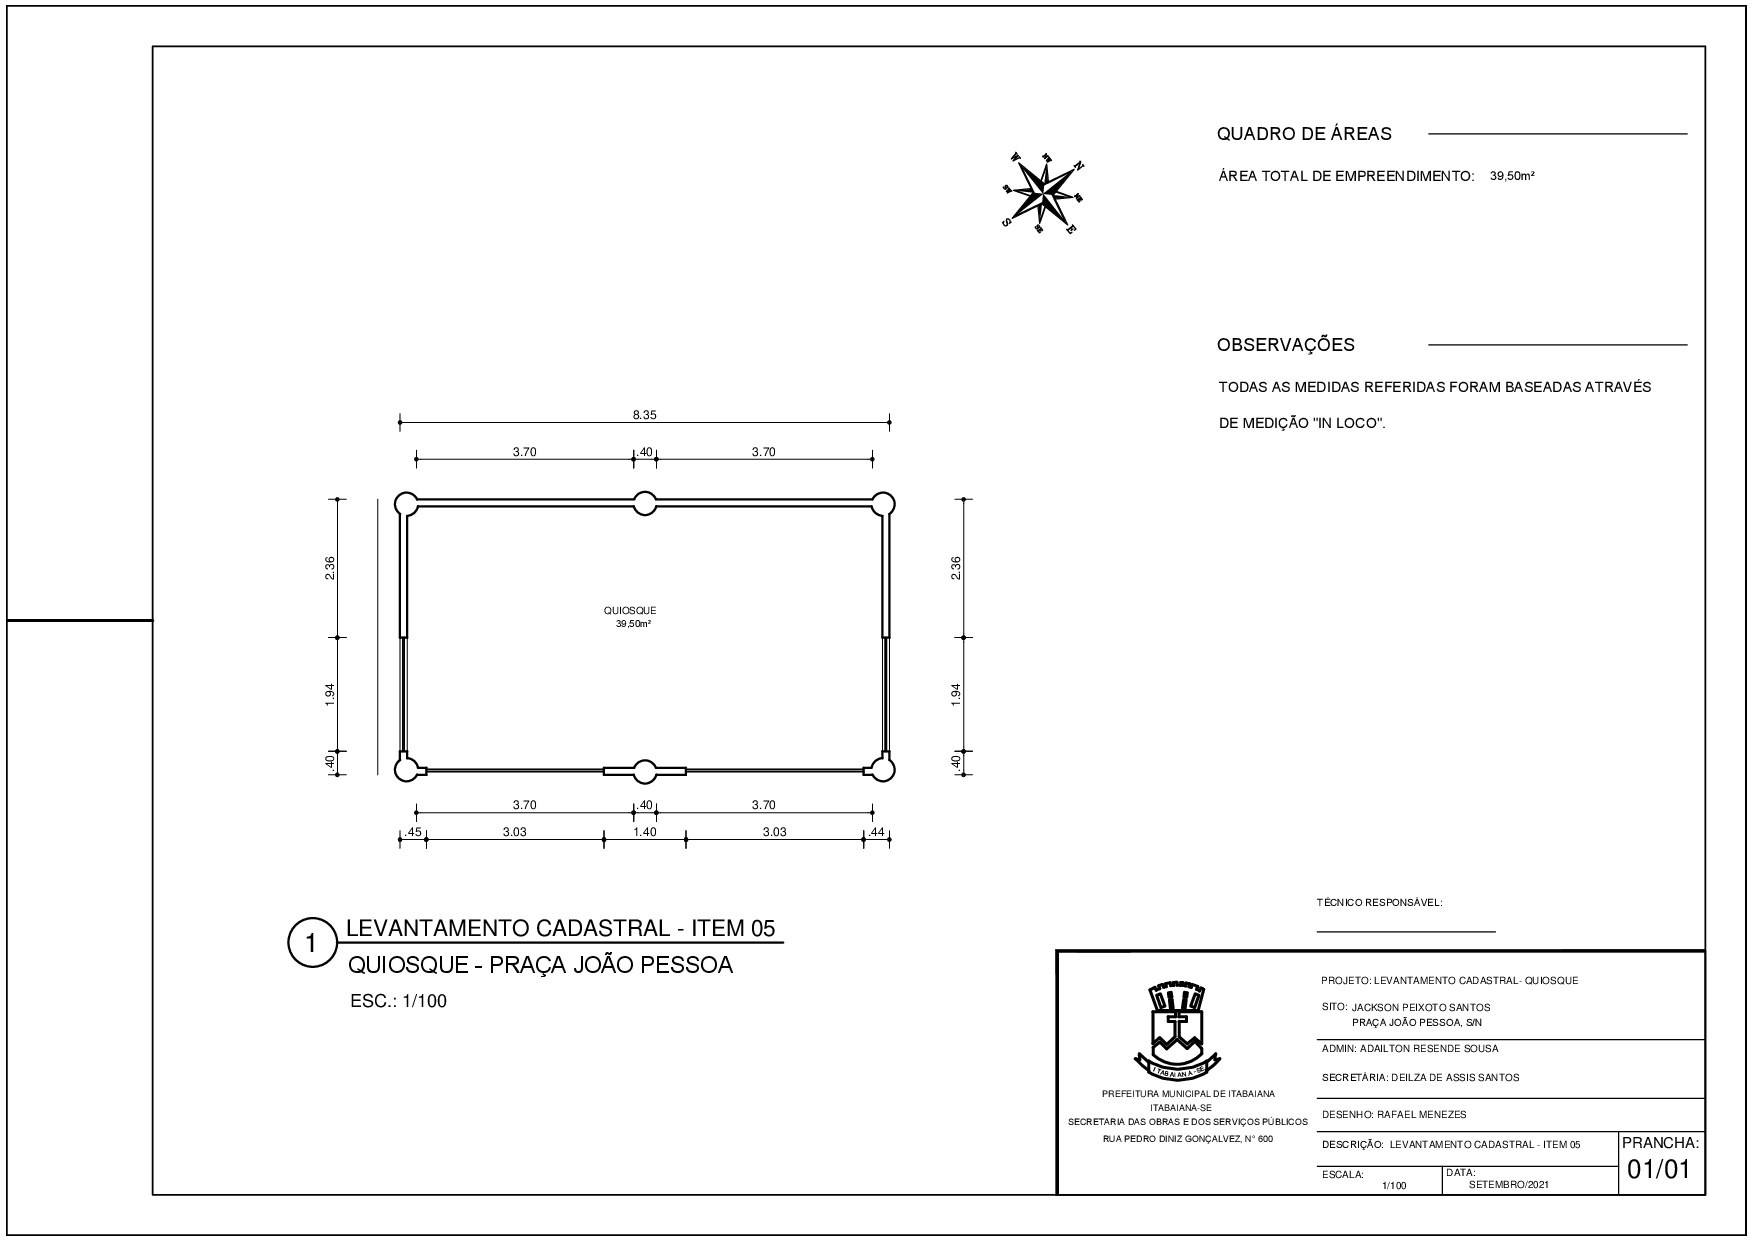 QUADRO DE ÁREAS
ÁREA TOTAL DE EMPREENDIMENTO: 39,50m²
W
NW
N
SW
NE
S
SE
E
OBSERVAÇÕES
TODAS AS MEDIDAS REFERIDAS FORAM BASEADAS ATRAVÉS
DE MEDIÇÃO "IN LOCO".
8.35
3.70 .40 3.70
2.36
1.94
.40
QUIOSQUE
39,50m²
2.36
1.94
.40
3.70 .40 3.70
.45 3.03 1.40 3.03 .44
1
LEVANTAMENTO CADASTRAL - ITEM 05
QUIOSQUE - PRAÇA JOÃO PESSOA
ESC.: 1/100
TÉCNICO RESPONSÁVEL:
ITABAIANA-SE
PREFEITURA MUNICIPAL DE ITABAIANA
ITABAIANA-SE
SECRETARIA DAS OBRAS E DOS SERVIÇOS PÚBLICOS
RUA PEDRO DINIZ GONÇALVEZ, N° 600
PROJETO: LEVANTAMENTO CADASTRAL- QUIOSQUE
SITO: JACKSON PEIXOTO SANTOS
PRAÇA JOÃO PESSOA, S/N
ADMIN: ADAILTON RESENDE SOUSA
SECRETÁRIA: DEILZA DE ASSIS SANTOS
DESENHO: RAFAEL MENEZES
DESCRIÇÃO: LEVANTAMENTO CADASTRAL - ITEM 05
ESCALA:
1/100
DATA:
SETEMBRO/2021
PRANCHA:
01/01